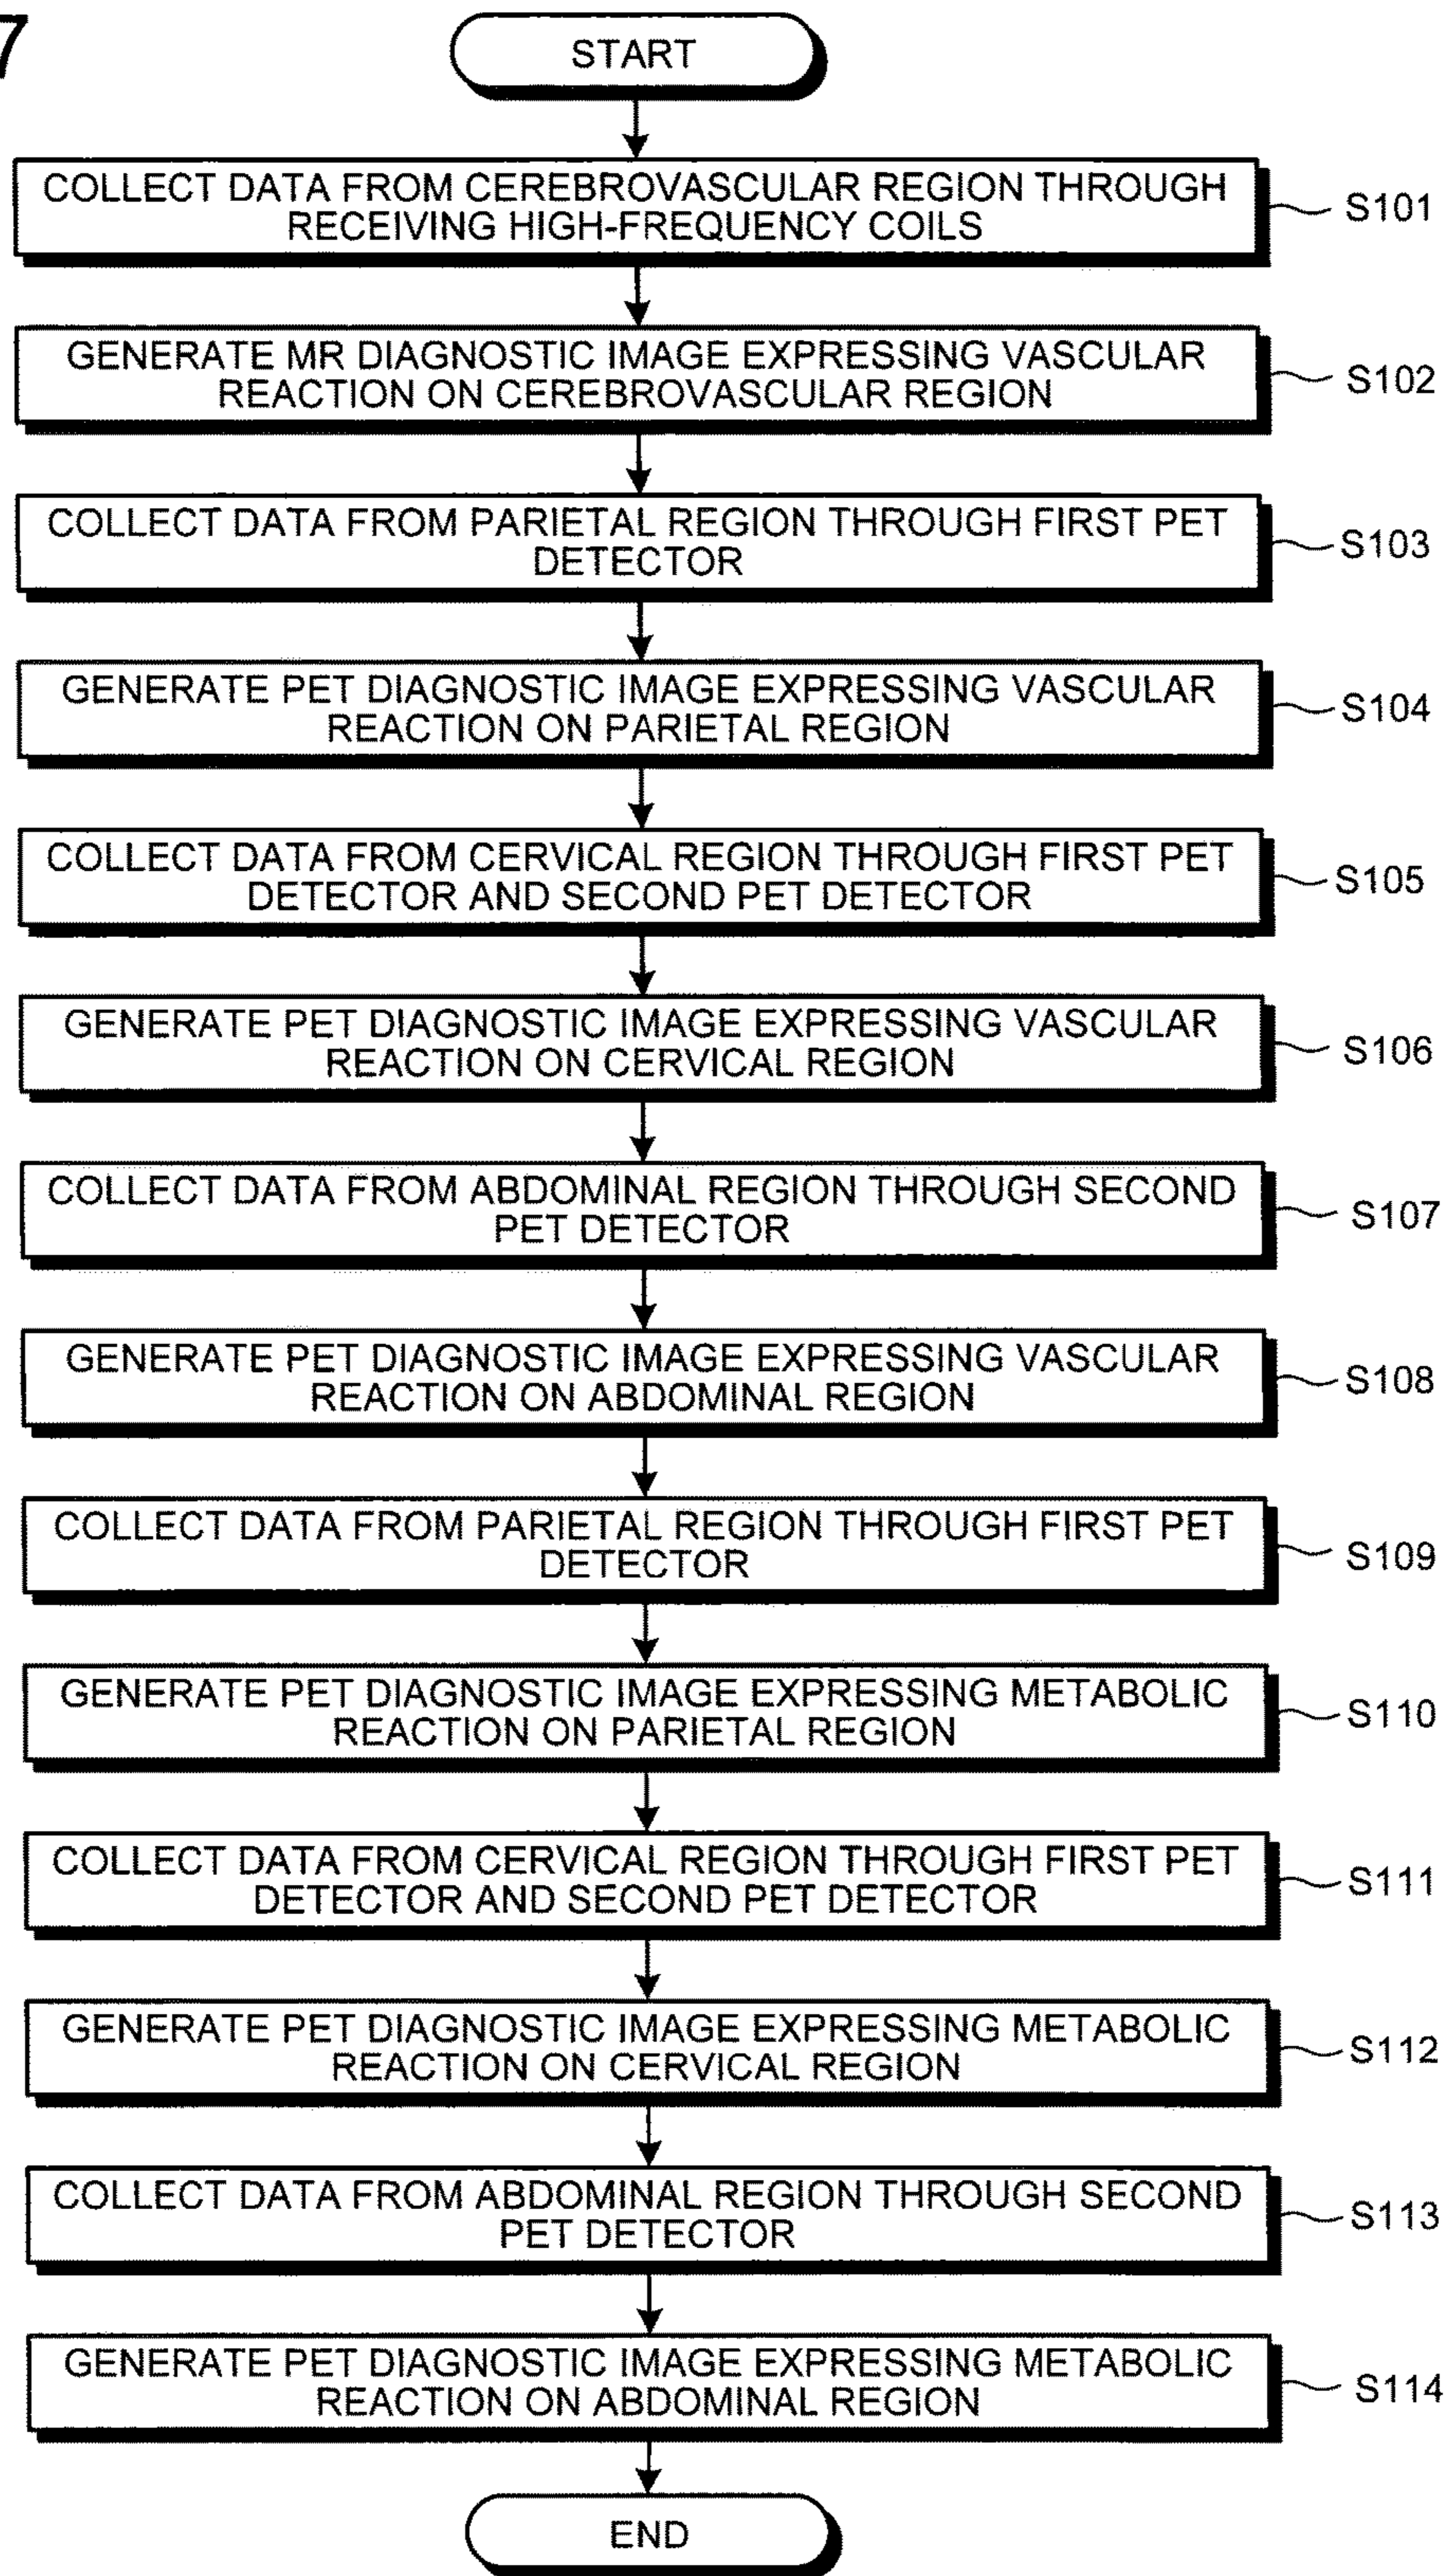 7
START
COLLECT DATA FROM CEREBROVASCULAR REGION THROUGH
RECEIVING HIGH-FREQUENCY COILS
S101
GENERATE MR DIAGNOSTIC IMAGE EXPRESSING VASCULAR
REACTION ON CEREBROVASCULAR REGION
S102
COLLECT DATA FROM PARIETAL REGION THROUGH FIRST PET
DETECTOR
S103
GENERATE PET DIAGNOSTIC IMAGE EXPRESSING VASCULAR
REACTION ON PARIETAL REGION
S104
COLLECT DATA FROM CERVICAL REGION THROUGH FIRST PET
DETECTOR AND SECOND PET DETECTOR
S105
GENERATE PET DIAGNOSTIC IMAGE EXPRESSING VASCULAR
REACTION ON CERVICAL REGION
S106
COLLECT DATA FROM ABDOMINAL REGION THROUGH SECOND
PET DETECTOR
S107
GENERATE PET DIAGNOSTIC IMAGE EXPRESSING VASCULAR
REACTION ON ABDOMINAL REGION
S108
COLLECT DATA FROM PARIETAL REGION THROUGH FIRST PET
DETECTOR
S109
GENERATE PET DIAGNOSTIC IMAGE EXPRESSING METABOLIC
REACTION ON PARIETAL REGION
S110
COLLECT DATA FROM CERVICAL REGION THROUGH FIRST PET
DETECTOR AND SECOND PET DETECTOR
S111
GENERATE PET DIAGNOSTIC IMAGE EXPRESSING METABOLIC
REACTION ON CERVICAL REGION
S112
COLLECT DATA FROM ABDOMINAL REGION THROUGH SECOND
PET DETECTOR
S113
GENERATE PET DIAGNOSTIC IMAGE EXPRESSING METABOLIC
REACTION ON ABDOMINAL REGION
S114
END